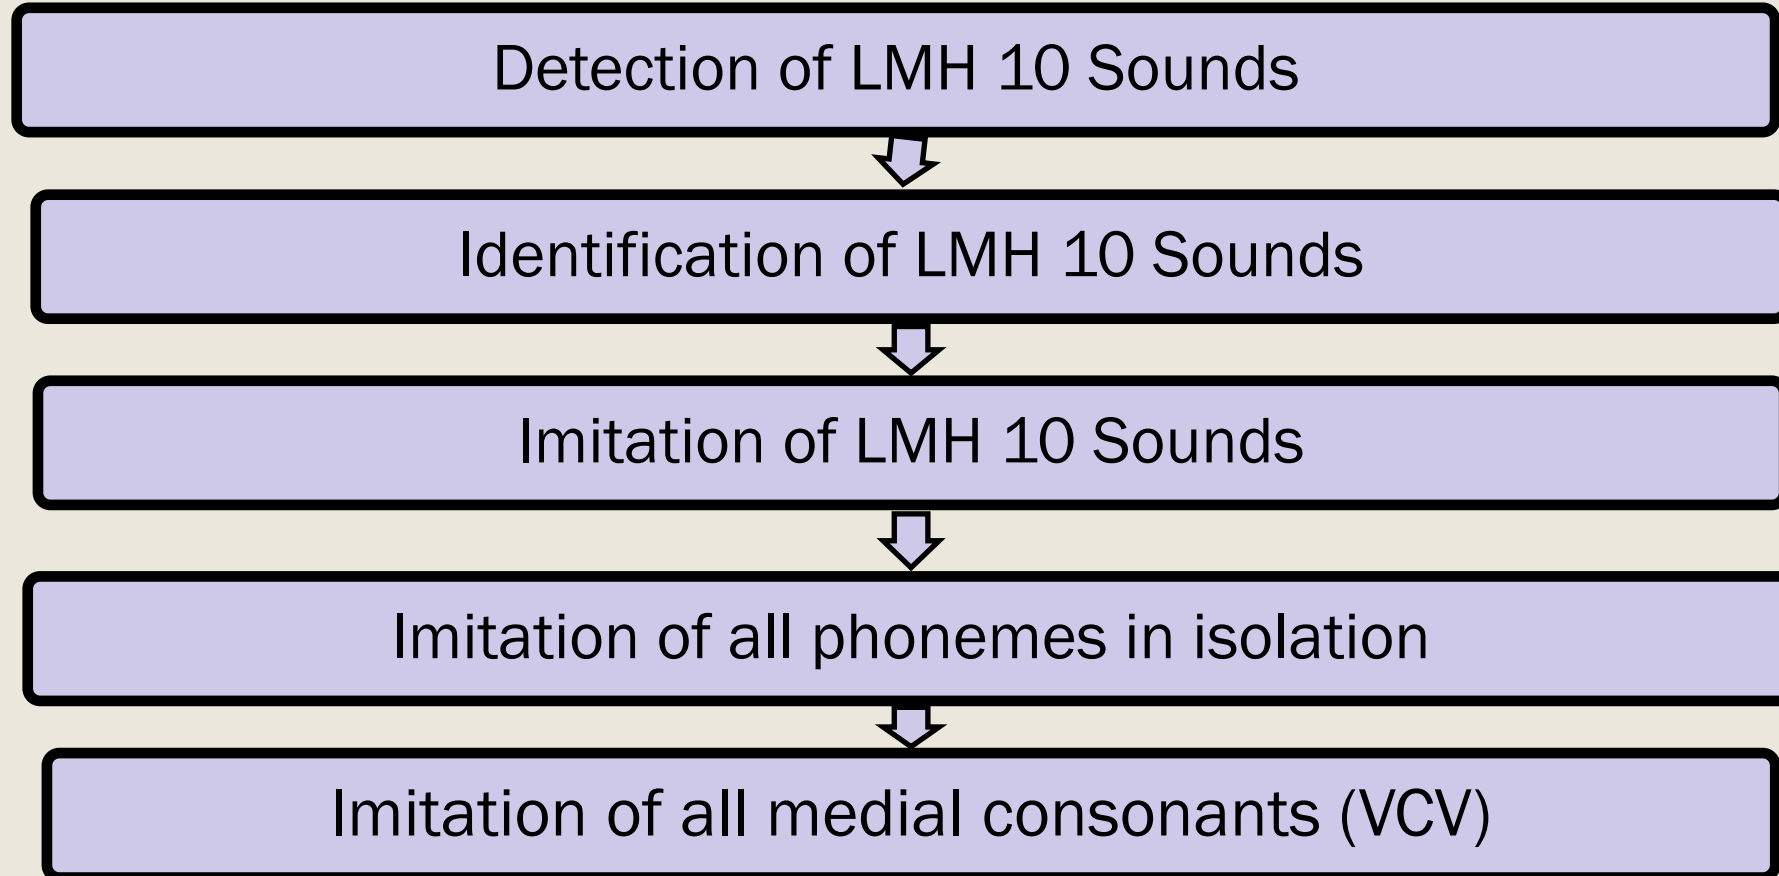 Detection of LMH 10 Sounds
Identification of LMH 10 Sounds
Imitation of LMH 10 Sounds
Imitation of all phonemes in isolation
Imitation of all medial consonants (VCV)